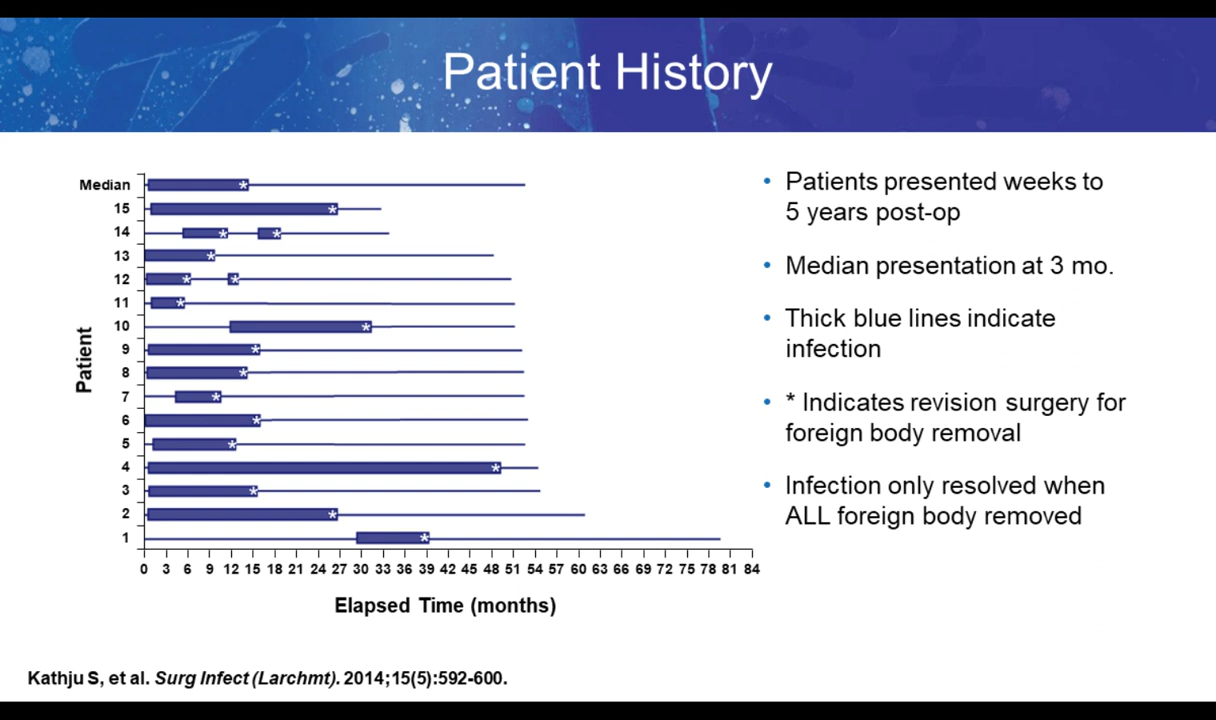 Patient History
Median
15
14
13
12
11
10
9
8
7
6
5
4
3
2
1
Patient
0 3 6 9 12 15 18 21 24 27 30 33 36 39 42 45 48 51 54 57 60 63 66 69 72 75 78 81 84
Elapsed Time (months)
• Patients presented weeks to
5 years post-op
• Median presentation at 3 mo.
• Thick blue lines indicate
infection
• * Indicates revision surgery for
foreign body removal
• Infection only resolved when
ALL foreign body removed
Kathju S, et al. Surg Infect (Larchmt). 2014;15(5):592-600.